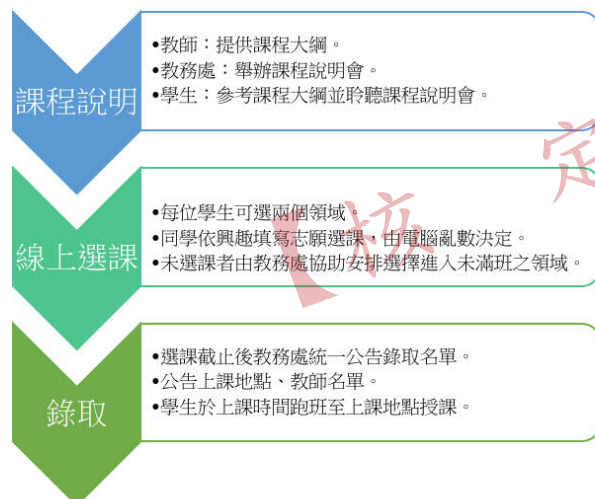 課程說明
•教師：提供課程大綱。
•教務處：舉辦課程說明會。
•學生：參考課程大綱並聆聽課程說明會。
線上選課
•每位學生可選兩個領域。
•同學依興趣填寫志願選課，由電腦亂數決定。
•未選課者由教務處協助安排選擇進入未滿班之領域。
錄取
•選課截止後教務處統一公告錄取名單。
•公告上課地點、教師名單。
•學生於上課時間跑班至上課地點授課。
【核定